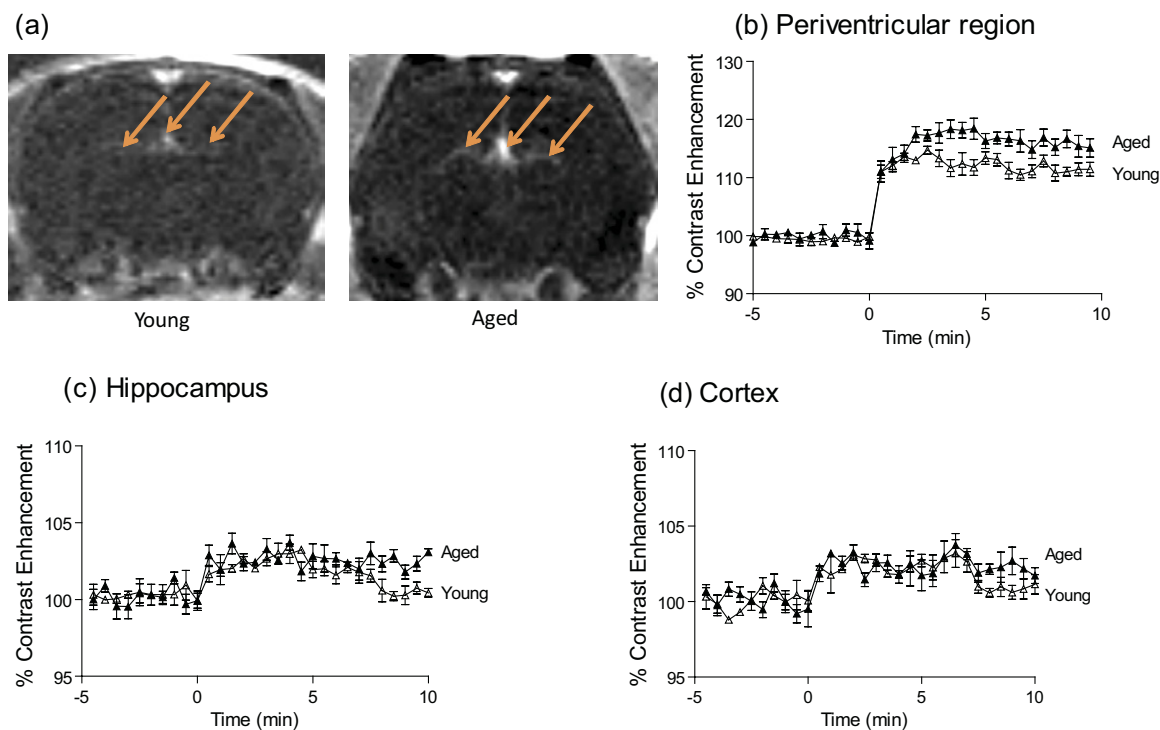 (a)
Young
Aged
(b) Periventricular region
% Contrast Enhancement
130
120
110
100
90
-5
0
5
10
Time (min)
Aged
Young
(c) Hippocampus
% Contrast Enhancement
110
105
100
95
-5
0
5
10
Time (min)
Aged
Young
(d) Cortex
% Contrast Enhancement
110
105
100
95
-5
0
5
10
Time (min)
Aged
Young